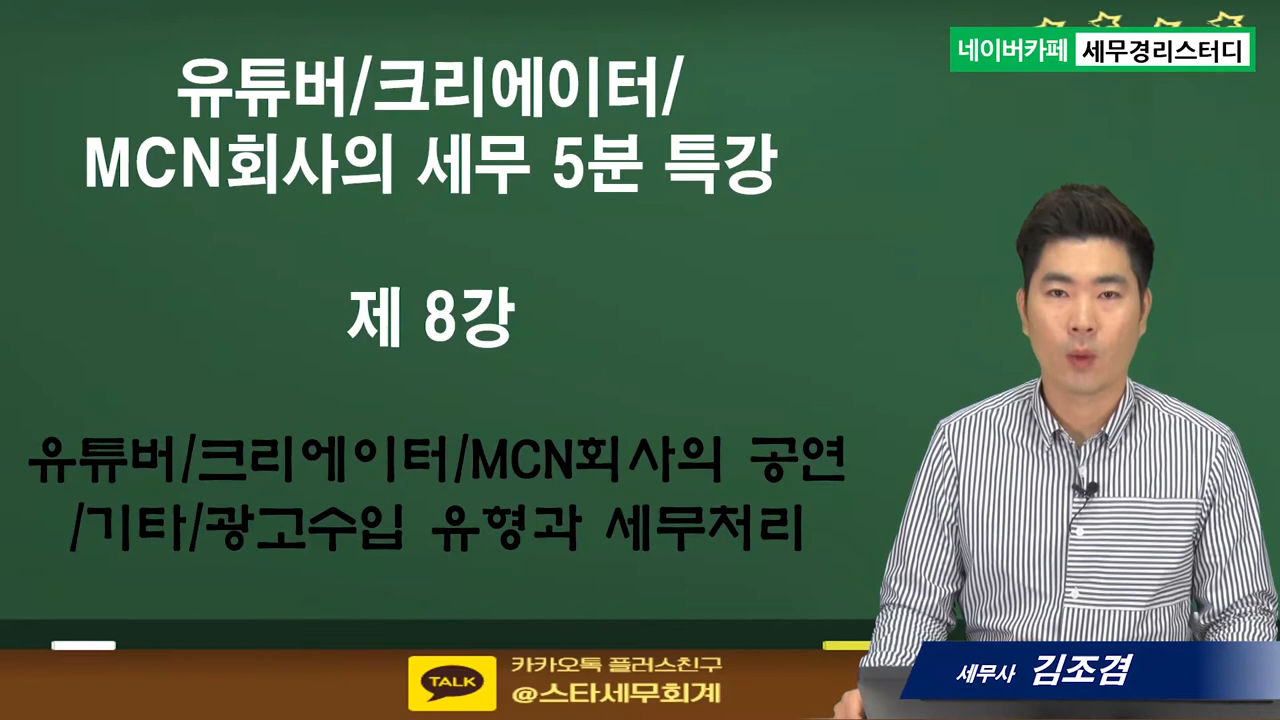 네이버카페 세무경리스터디
유튜버/크리에이터/
MCN회사의 세무 5분 특강
제 8강
유튜버/크리에이터/MCN회사의 공연
/기타/광고수입 유형과 세무처리
TALK
카카오톡 플러스친구
@스타세무회계
세무사 김조겸